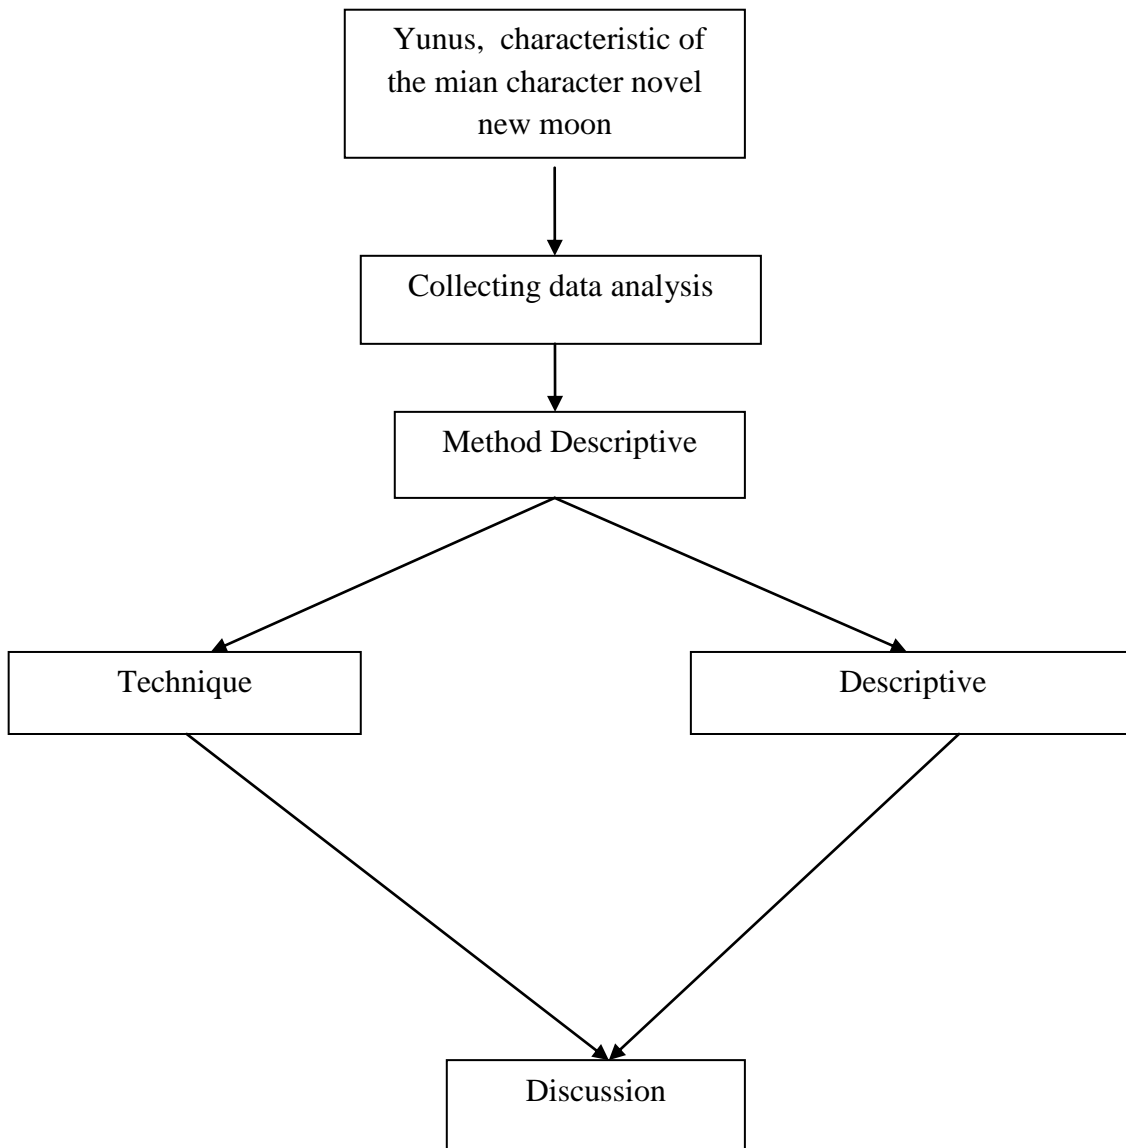 Yunus, characteristic of
the mian character novel
new moon
Collecting data analysis
Method Descriptive
Technique
Descriptive
Discussion